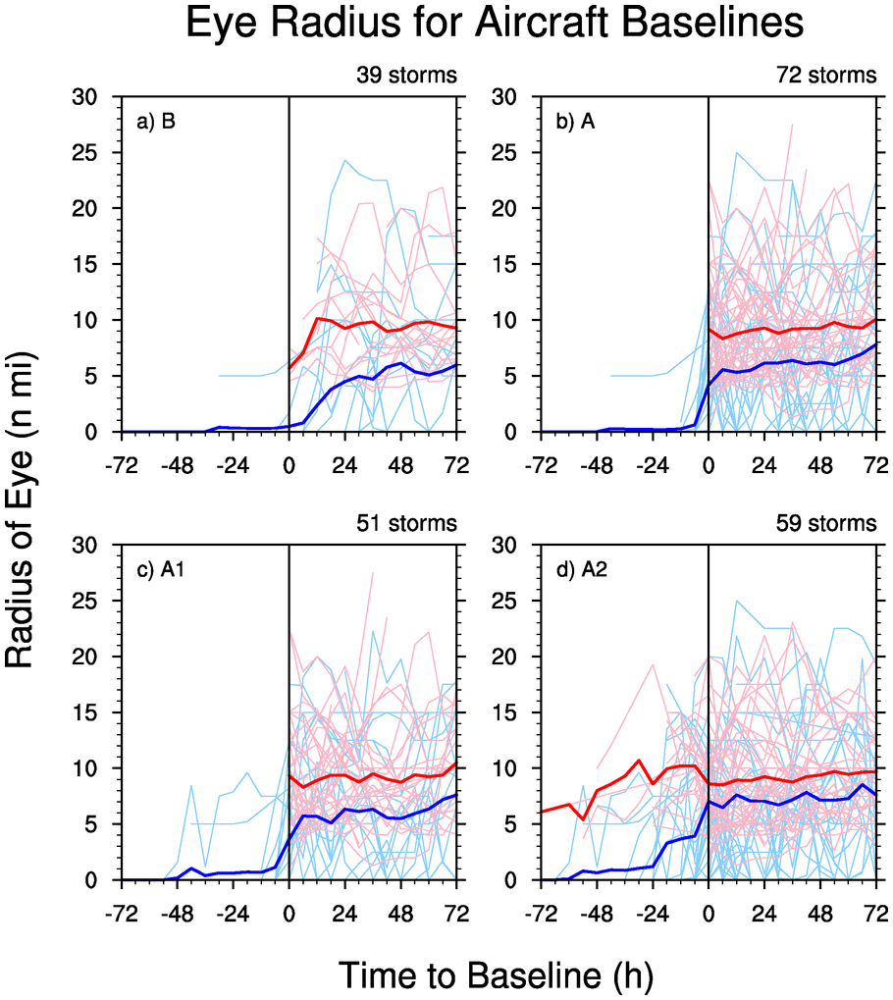 Eye Radius for Aircraft Baselines
39 storms
72 storms
30
25
20
15
10
5
0
a) B
-72 -48 -24 0 24 48 72
30
25
20
15
10
5
0
b) A
-72 -48 -24 0 24 48 72
Radius of Eye (n mi)
51 storms
59 storms
30
25
20
15
10
5
0
c) A1
-72 -48 -24 0 24 48 72
30
25
20
15
10
5
0
d) A2
-72 -48 -24 0 24 48 72
Time to Baseline (h)